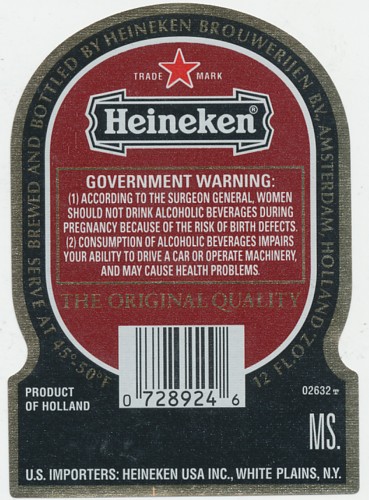 SERVE AT 45°-50°F BREWED AND BOTTLED BY HEINEKEN BROUWERIJEN B.V., AMSTERDAM, HOLLAND. 12 FL.OZ.
TRADE MARK
Heineken®
GOVERNMENT WARNING:
(1) ACCORDING TO THE SURGEON GENERAL, WOMEN
SHOULD NOT DRINK ALCOHOLIC BEVERAGES DURING
PREGNANCY BECAUSE OF THE RISK OF BIRTH DEFECTS.
(2) CONSUMPTION OF ALCOHOLIC BEVERAGES IMPAIRS
YOUR ABILITY TO DRIVE A CAR OR OPERATE MACHINERY,
AND MAY CAUSE HEALTH PROBLEMS.
THE ORIGINAL QUALITY
PRODUCT
OF HOLLAND
0 728924 6
02632
MS.
U.S. IMPORTERS: HEINEKEN USA INC., WHITE PLAINS, N.Y.